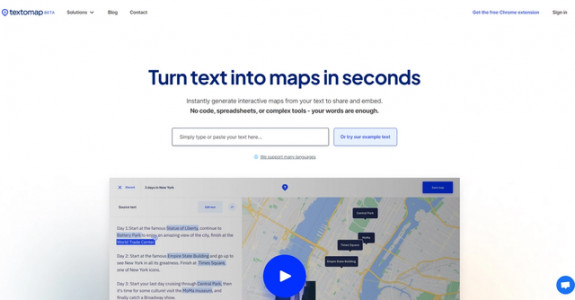 textomap BETA
Solutions
Blog
Contact
Get the free Chrome extension
Sign in
Turn text into maps in seconds
Instantly generate interactive maps from your text to share and embed.
No code, spreadsheets, or complex tools - your words are enough.
Simply type or paste your text here...
Or try our example text
We support many languages
3 days in New York
Day 1: Start at the famous Statue of Liberty, continue to
Battery Park to enjoy an amazing view of the city, finish at the
World Trade Center.
Day 2: Start at the famous Empire State Building and go up to
see New York in all its greatness. Finish at Times Square,
one of New York icons.
Day 3: Start your last day cruising through Central Park, then
it's time for some cultural visit the MoMa museum, and
finally catch a Broadway show.
Central Park
MoMa
Times Square
Empire State Building